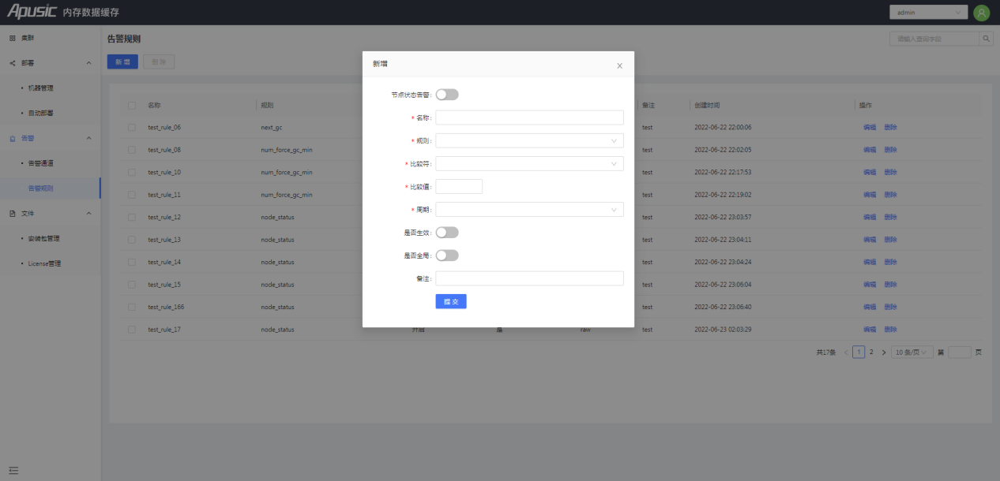 Apusic 内存数据缓存
admin
集群
部署
机器管理
自动部署
告警
告警通道
告警规则
文件
安装包管理
License管理
告警规则
请输入查询字段
新 增
删 除
名称 规则 备注 创建时间 操作
test_rule_06 next_gc test 2022-06-22 22:00:06 编辑 删除
test_rule_08 num_force_gc_min test 2022-06-22 22:02:05 编辑 删除
test_rule_10 num_force_gc_min test 2022-06-22 22:17:53 编辑 删除
test_rule_11 num_force_gc_min test 2022-06-22 22:19:02 编辑 删除
test_rule_12 node_status test 2022-06-22 23:03:57 编辑 删除
test_rule_13 node_status test 2022-06-22 23:04:11 编辑 删除
test_rule_14 node_status test 2022-06-22 23:04:24 编辑 删除
test_rule_15 node_status test 2022-06-22 23:06:04 编辑 删除
test_rule_166 node_status test 2022-06-22 23:06:40 编辑 删除
test_rule_17 node_status 开启 是 raw test 2022-06-23 02:03:29 编辑 删除
共17条 < 1 2 > 10 条/页 第 页
新增
节点状态告警:
* 名称:
* 规则:
* 比较符:
* 比较值:
* 周期:
是否生效:
是否全局:
备注:
提 交